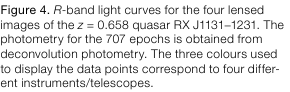 Figure 4. R-band light curves for the four lensed
images of the z = 0.658 quasar RX J1131–1231. The
photometry for the 707 epochs is obtained from
deconvolution photometry. The three colours used
to display the data points correspond to four differ-
ent instruments/telescopes.